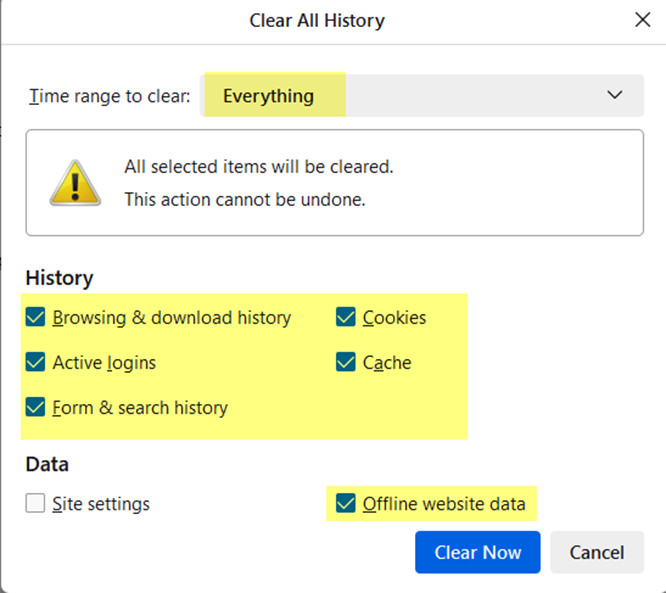 Clear All History
Time range to clear: Everything
All selected items will be cleared.
This action cannot be undone.
History
Browsing & download history Cookies
Active logins Cache
Form & search history
Data
Site settings Offline website data
Clear Now Cancel